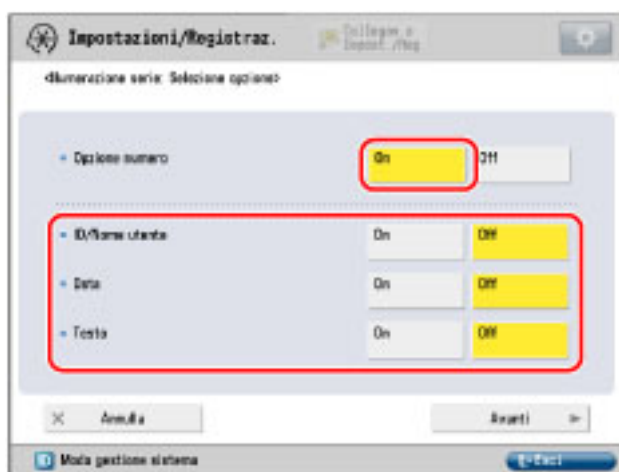 Impostazioni/Registraz.
<Numerazione serie: Selezione opzione>
Opzione numero On Off
ID/Nome utente On Off
Data On Off
Testo On Off
Annulla Avanti
Modo gestione sistema